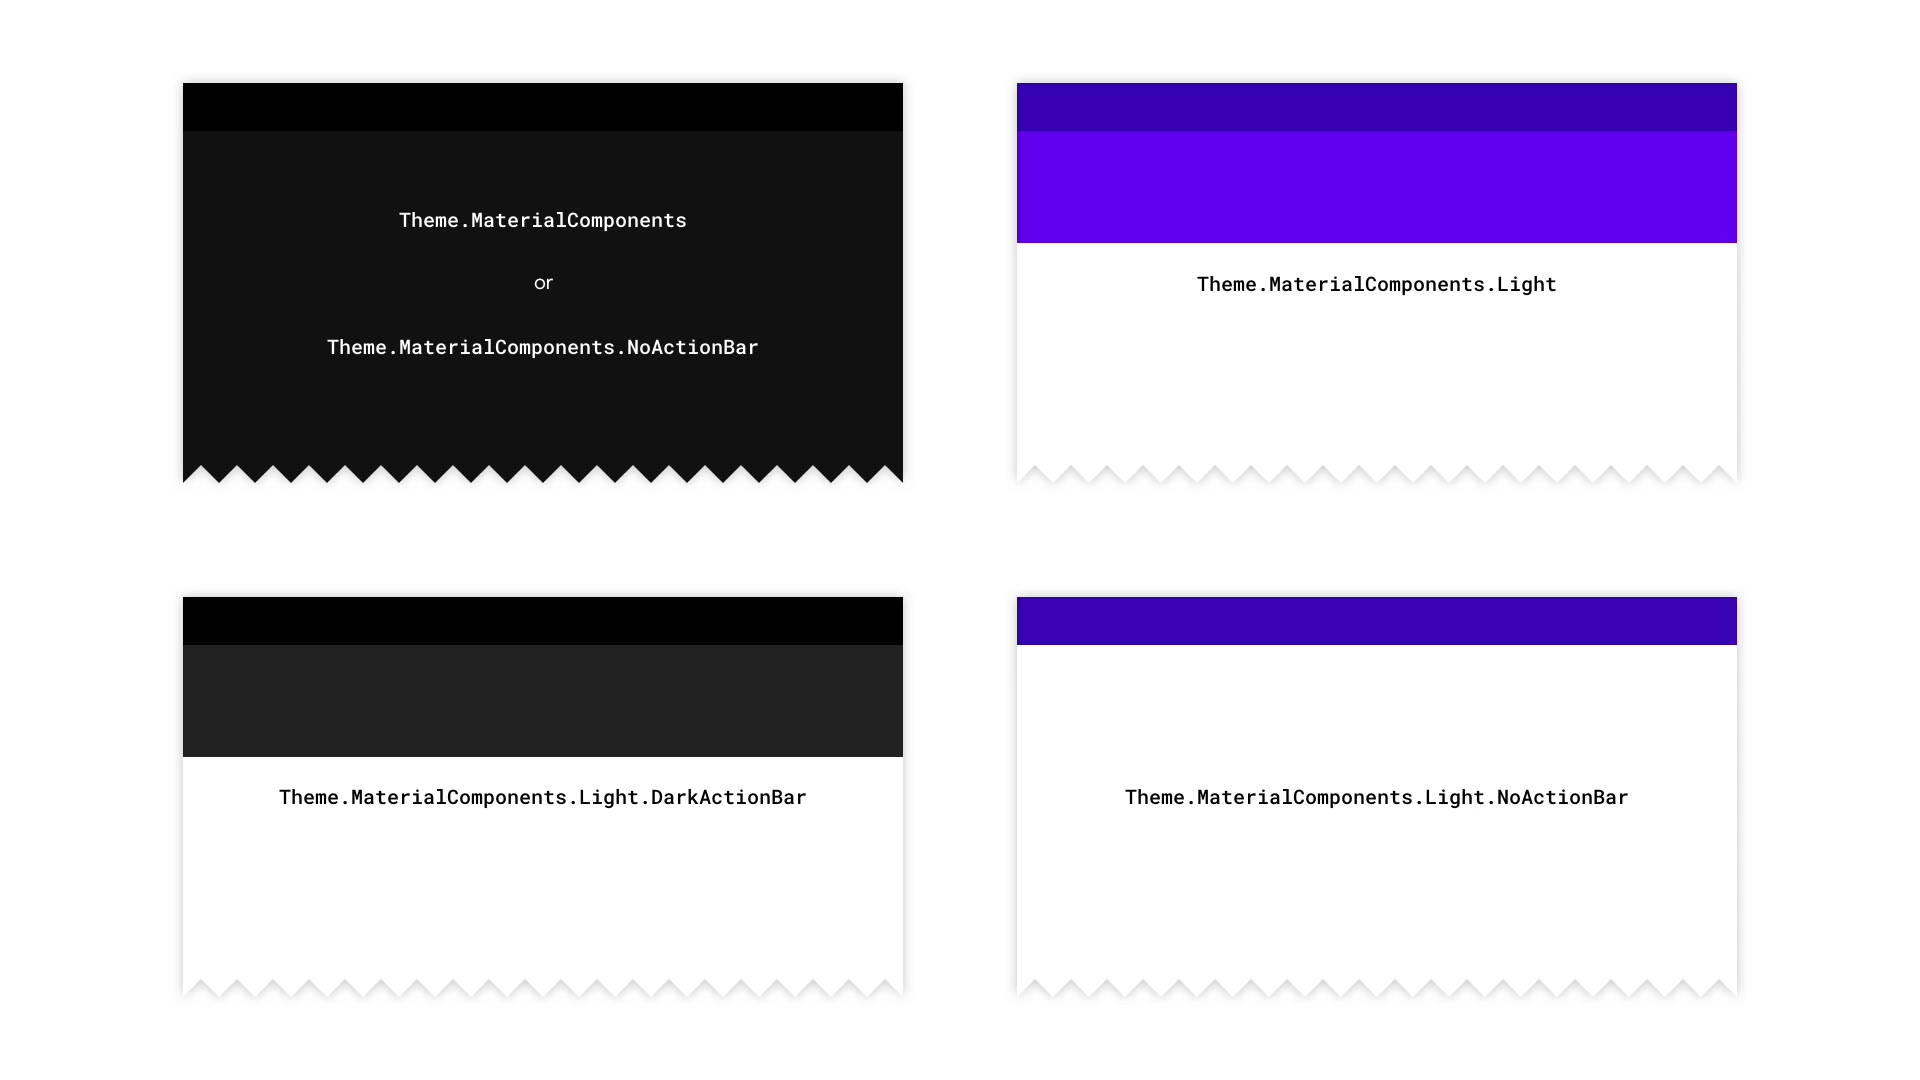 Theme.MaterialComponents
or
Theme.MaterialComponents.NoActionBar
Theme.MaterialComponents.Light
Theme.MaterialComponents.Light.DarkActionBar
Theme.MaterialComponents.Light.NoActionBar